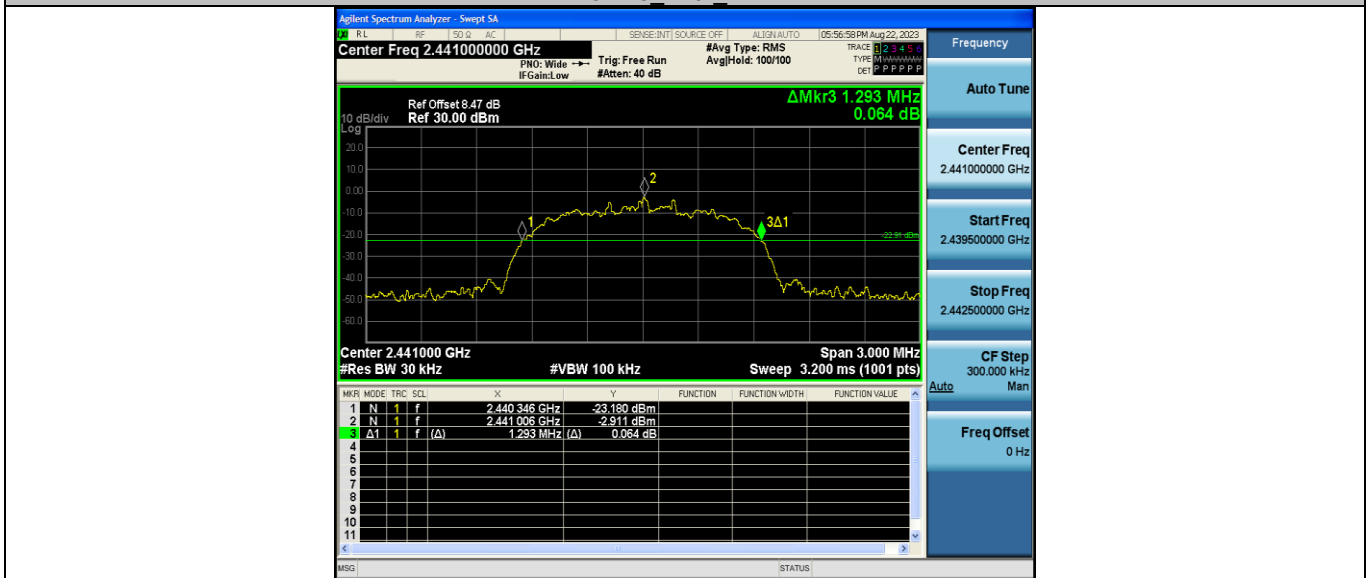 Agilent Spectrum Analyzer - Swept SA
RL RF 50 Ω AC SENSE:INT SOURCE OFF ALIGNAUTO 05:56:58 PM Aug 22, 2023
Center Freq 2.441000000 GHz #Avg Type: RMS TRACE 1 2 3 4 5 6
PNO: Wide Trig: Free Run Avg|Hold: 100/100 TYPE M
IFGain:Low #Atten: 40 dB DET P P P P P P
ΔMkr3 1.293 MHz
0.064 dB
Ref Offset 8.47 dB
10 dB/div Ref 30.00 dBm
Log
20.0
10.0
0.00
-10.0
-20.0
-30.0
-40.0
-50.0
-60.0
1
2
3Δ1
-22.91 dBm
Center 2.441000 GHz Span 3.000 MHz
#Res BW 30 kHz #VBW 100 kHz Sweep 3.200 ms (1001 pts)
MKR MODE TRC SCL X Y FUNCTION FUNCTION WIDTH FUNCTION VALUE
1 N 1 f 2.440 346 GHz -23.180 dBm
2 N 1 f 2.441 006 GHz -2.911 dBm
3 Δ1 1 f (Δ) 1.293 MHz (Δ) 0.064 dB
4
5
6
7
8
9
10
11
MSG STATUS
Frequency
Auto Tune
Center Freq
2.441000000 GHz
Start Freq
2.439500000 GHz
Stop Freq
2.442500000 GHz
CF Step
300.000 kHz
Auto Man
Freq Offset
0 Hz